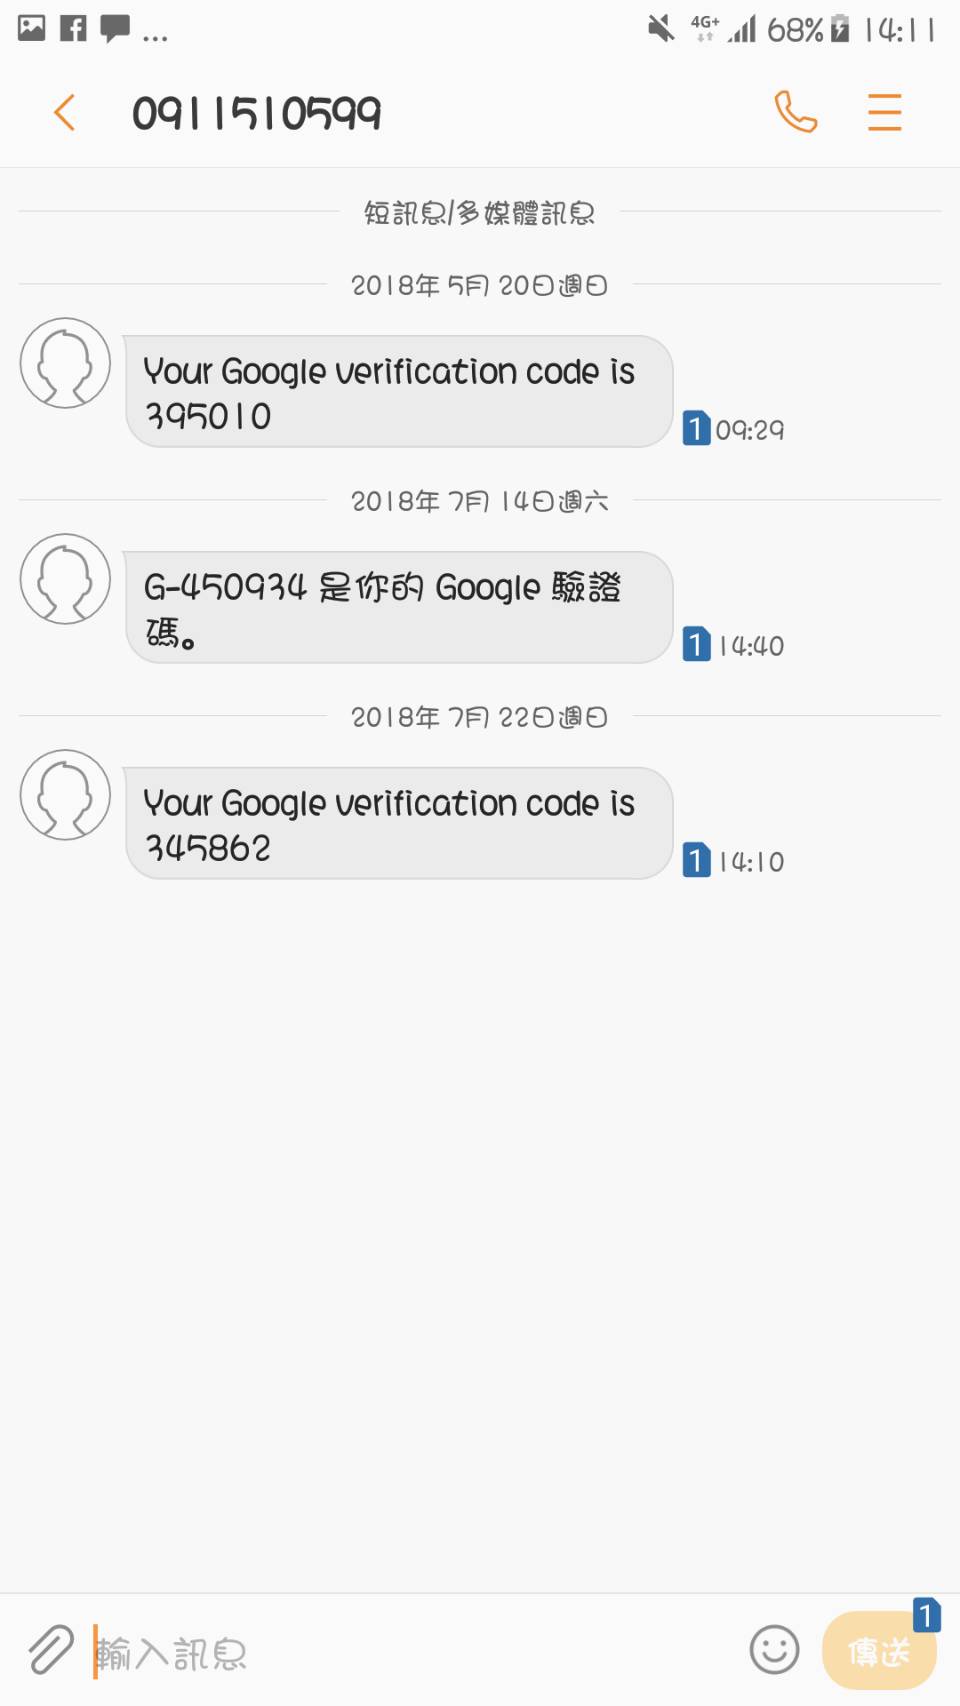 ... 4G+ 68% 14:11
0911510599
短訊息/多媒體訊息
2018年 5月 20日週日
Your Google verification code is
395010
1 09:29
2018年 7月 14日週六
G-450934 是你的 Google 驗證
碼。
1 14:40
2018年 7月 22日週日
Your Google verification code is
345862
1 14:10
輸入訊息
1
傳送